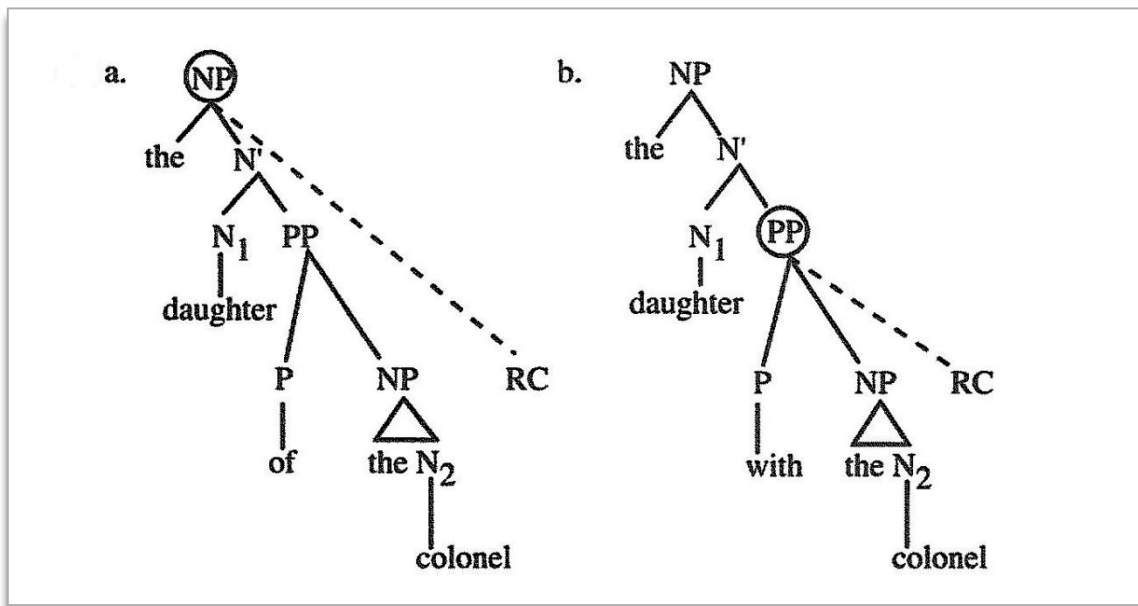 a. NP b. NP
the N' the N'
N1 PP N1 PP
daughter daughter
P NP RC P NP RC
of the N2 with the N2
colonel colonel